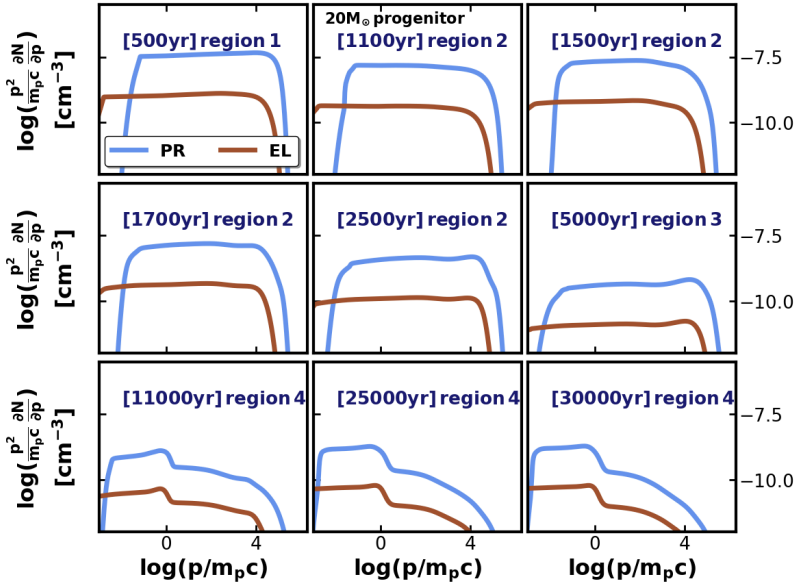 20M⊙ progenitor
[500yr] region 1
[1100yr] region 2
[1500yr] region 2
log(p²/mₚc ∂N/∂p)
[cm⁻³]
−7.5
−10.0
PR EL
[1700yr] region 2
[2500yr] region 2
[5000yr] region 3
log(p²/mₚc ∂N/∂p)
[cm⁻³]
−7.5
−10.0
[11000yr] region 4
[25000yr] region 4
[30000yr] region 4
log(p²/mₚc ∂N/∂p)
[cm⁻³]
−7.5
−10.0
0 4 0 4 0 4
log(p/mₚc) log(p/mₚc) log(p/mₚc)